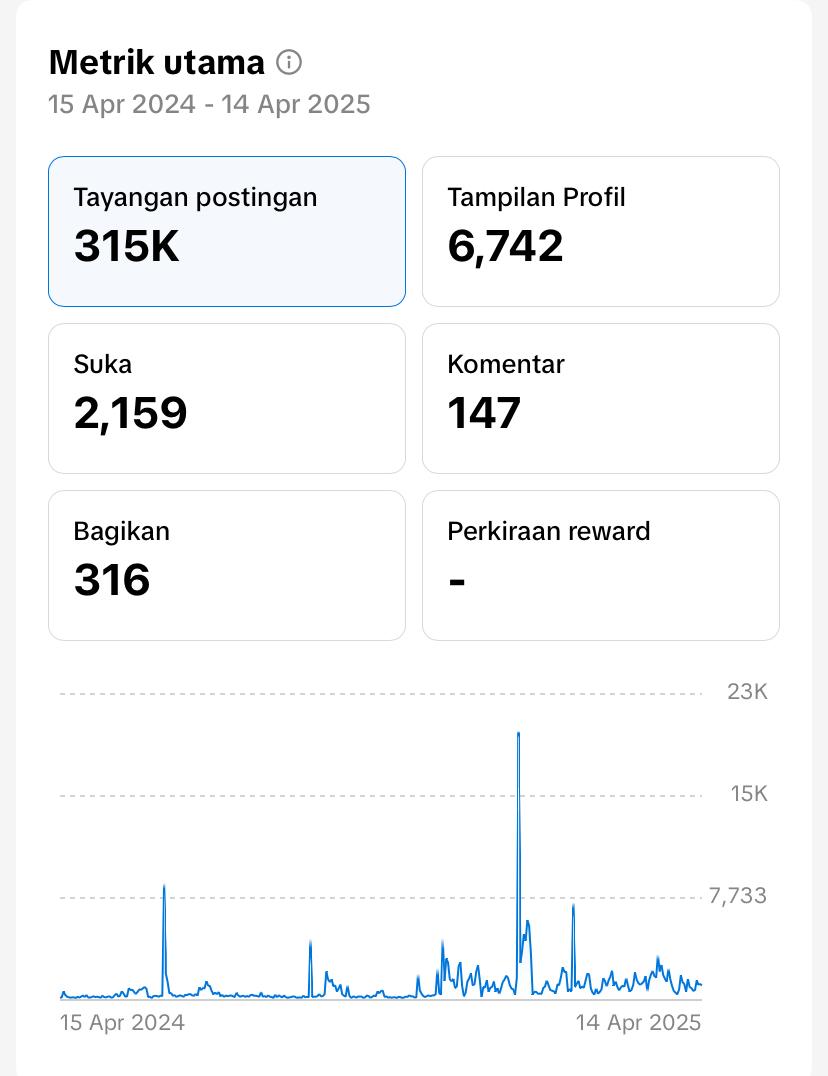 Metrik utama
15 Apr 2024 - 14 Apr 2025
Tayangan postingan
315K
Tampilan Profil
6,742
Suka
2,159
Komentar
147
Bagikan
316
Perkiraan reward
-
23K
15K
7,733
15 Apr 2024
14 Apr 2025